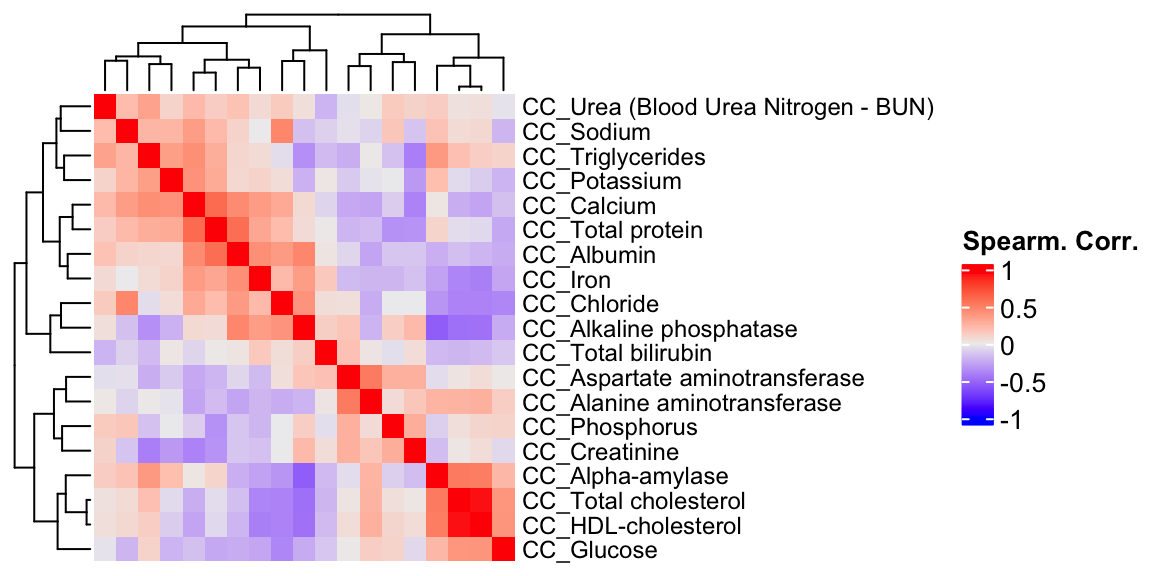 CC_Urea (Blood Urea Nitrogen - BUN)
CC_Sodium
CC_Triglycerides
CC_Potassium
CC_Calcium
CC_Total protein
CC_Albumin
CC_Iron
CC_Chloride
CC_Alkaline phosphatase
CC_Total bilirubin
CC_Aspartate aminotransferase
CC_Alanine aminotransferase
CC_Phosphorus
CC_Creatinine
CC_Alpha-amylase
CC_Total cholesterol
CC_HDL-cholesterol
CC_Glucose
Spearm. Corr.
1
0.5
0
-0.5
-1